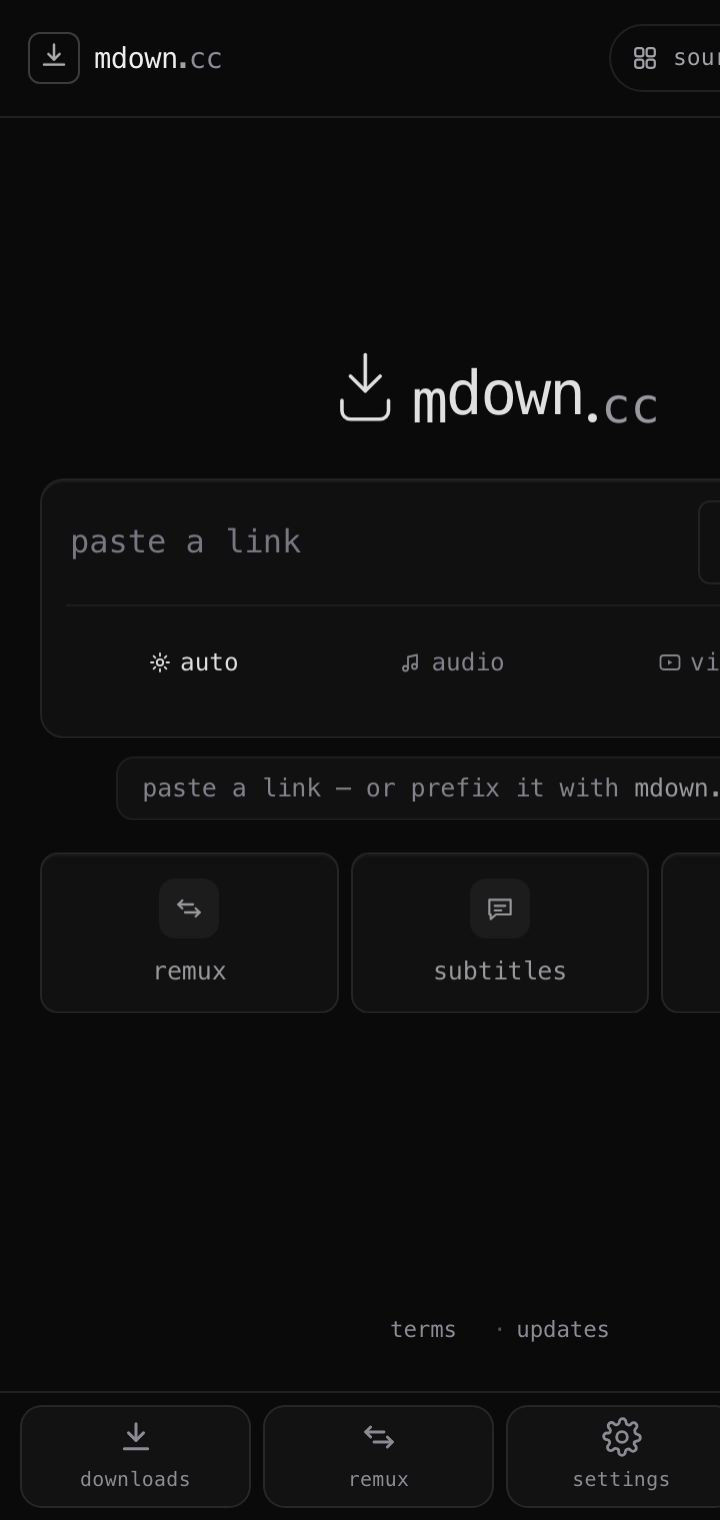 mdown.cc
mdown.cc
paste a link
auto audio
paste a link — or prefix it with mdown.
remux subtitles
terms · updates
downloads remux settings